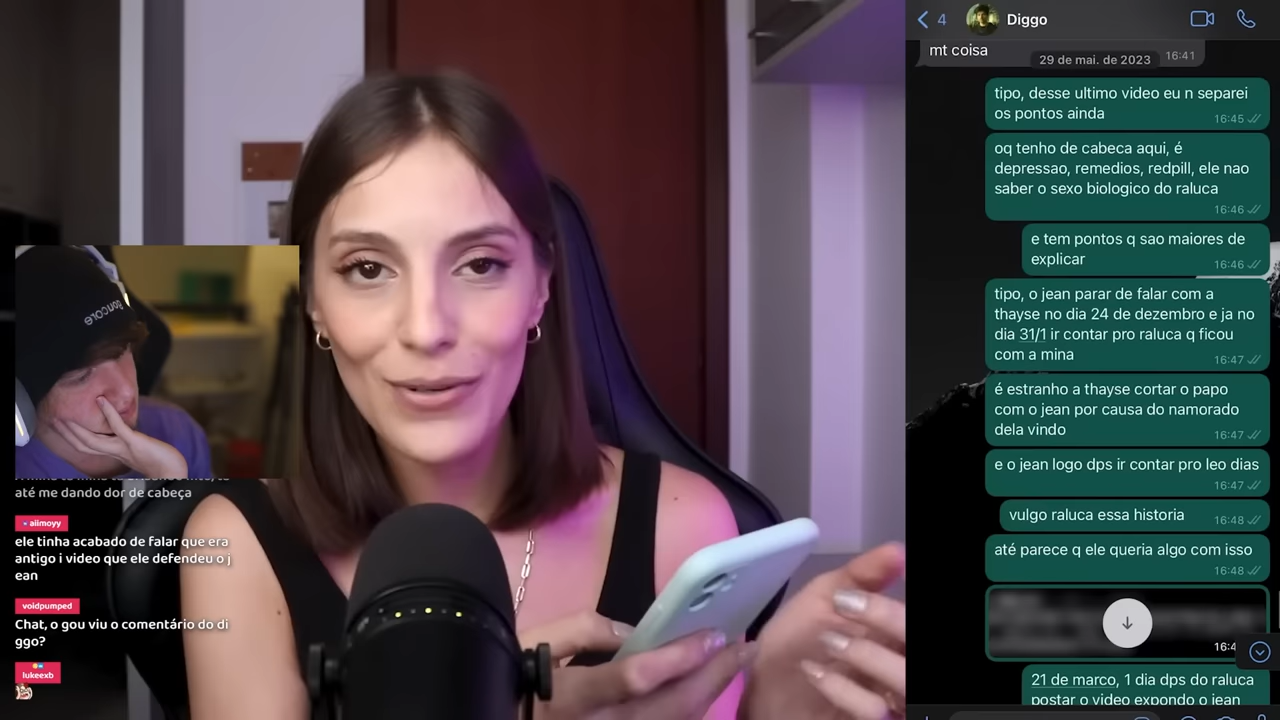 até me dando dor de cabeça
aiimoyy
ele tinha acabado de falar que era
antigo i video que ele defendeu o j
ean
voidpumped
Chat, o gou viu o comentário do di
ggo?
lukeexb
4
Diggo
mt coisa
16:41
29 de mai. de 2023
tipo, desse ultimo video eu n separei
os pontos ainda
16:45
oq tenho de cabeca aqui, é
depressao, remedios, redpill, ele nao
saber o sexo biologico do raluca
16:46
e tem pontos q sao maiores de
explicar
16:46
tipo, o jean parar de falar com a
thayse no dia 24 de dezembro e ja no
dia 31/1 ir contar pro raluca q ficou
com a mina
16:47
é estranho a thayse cortar o papo
com o jean por causa do namorado
dela vindo
16:47
e o jean logo dps ir contar pro leo dias
16:47
vulgo raluca essa historia
16:48
até parece q ele queria algo com isso
16:48
21 de marco, 1 dia dps do raluca
postar o video expondo o jean